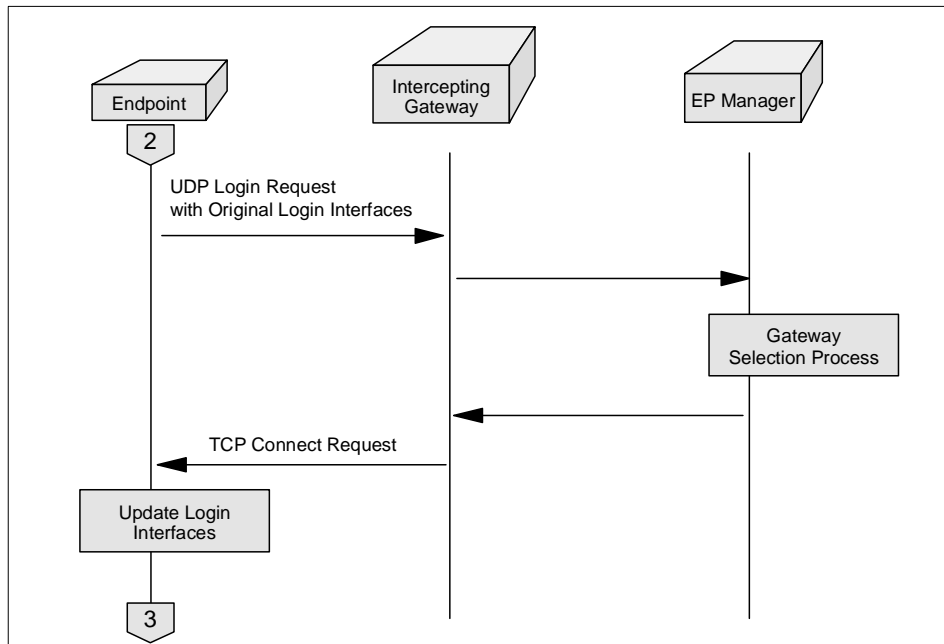 Endpoint
Intercepting
Gateway
EP Manager
2
UDP Login Request
with Original Login Interfaces
Gateway
Selection Process
TCP Connect Request
Update Login
Interfaces
3